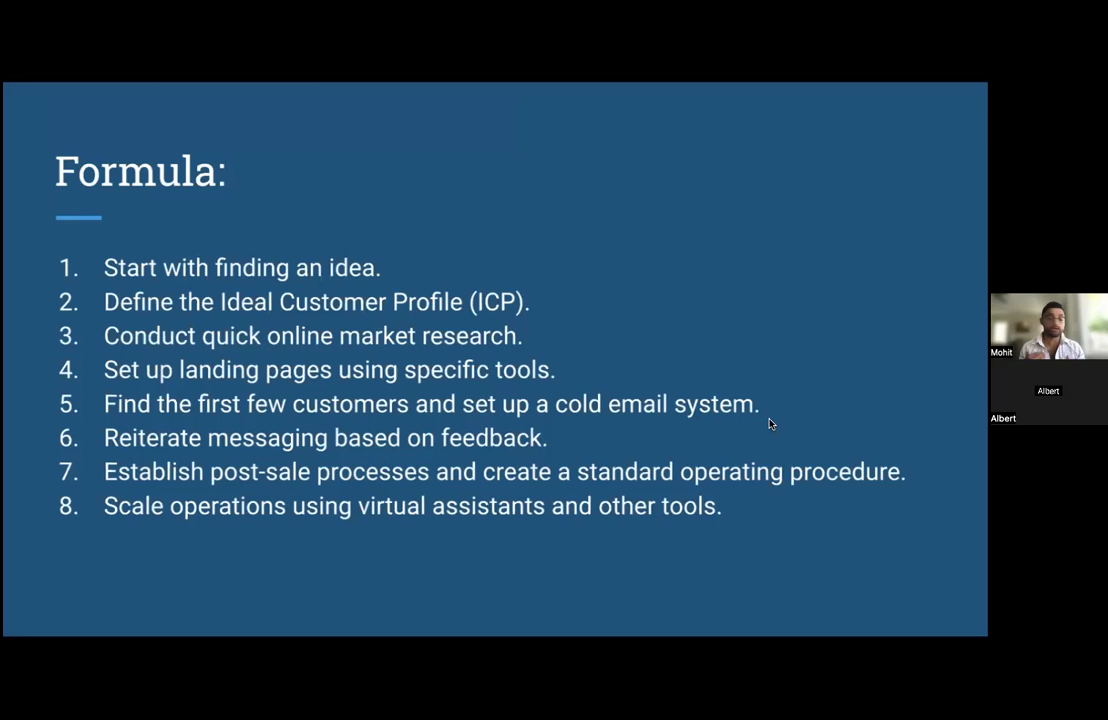 Formula:
1. Start with finding an idea.
2. Define the Ideal Customer Profile (ICP).
3. Conduct quick online market research.
4. Set up landing pages using specific tools.
5. Find the first few customers and set up a cold email system.
6. Reiterate messaging based on feedback.
7. Establish post-sale processes and create a standard operating procedure.
8. Scale operations using virtual assistants and other tools.
Mohit
Albert
Albert